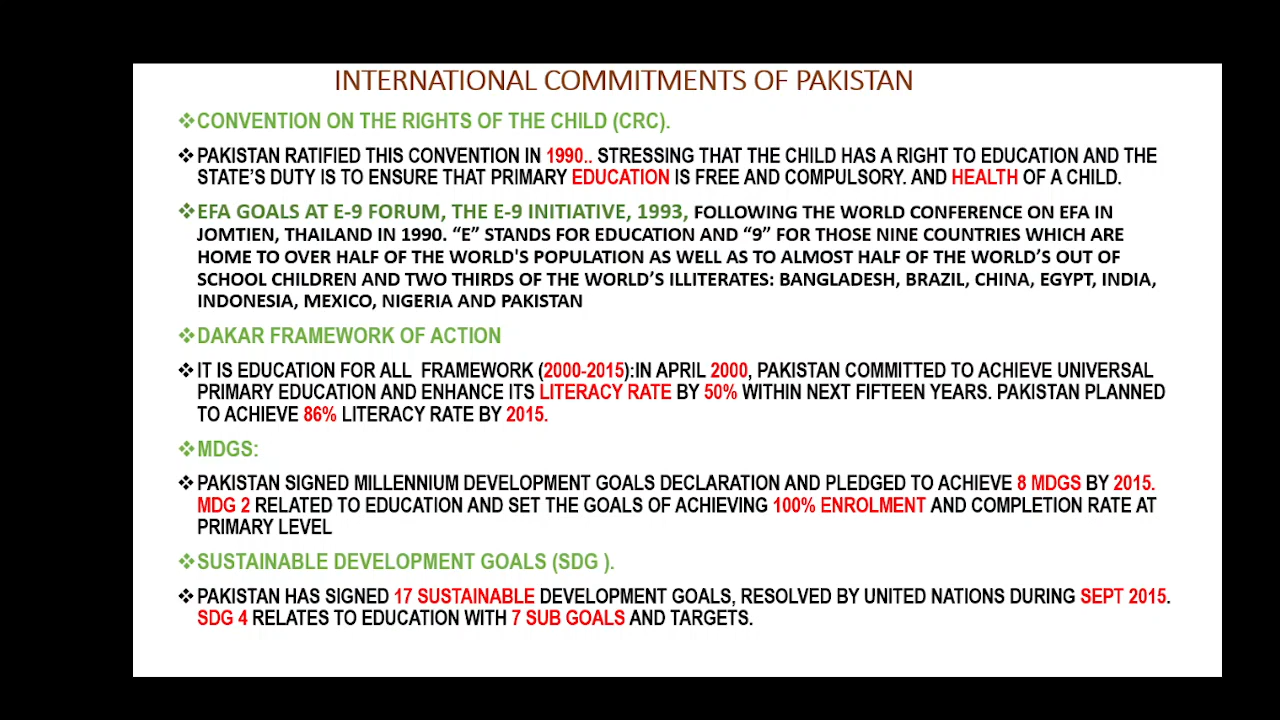 INTERNATIONAL COMMITMENTS OF PAKISTAN
❖CONVENTION ON THE RIGHTS OF THE CHILD (CRC).
❖PAKISTAN RATIFIED THIS CONVENTION IN 1990.. STRESSING THAT THE CHILD HAS A RIGHT TO EDUCATION AND THE
STATE’S DUTY IS TO ENSURE THAT PRIMARY EDUCATION IS FREE AND COMPULSORY. AND HEALTH OF A CHILD.
❖EFA GOALS AT E-9 FORUM, THE E-9 INITIATIVE, 1993, FOLLOWING THE WORLD CONFERENCE ON EFA IN
JOMTIEN, THAILAND IN 1990. “E” STANDS FOR EDUCATION AND “9” FOR THOSE NINE COUNTRIES WHICH ARE
HOME TO OVER HALF OF THE WORLD'S POPULATION AS WELL AS TO ALMOST HALF OF THE WORLD’S OUT OF
SCHOOL CHILDREN AND TWO THIRDS OF THE WORLD’S ILLITERATES: BANGLADESH, BRAZIL, CHINA, EGYPT, INDIA,
INDONESIA, MEXICO, NIGERIA AND PAKISTAN
❖DAKAR FRAMEWORK OF ACTION
❖IT IS EDUCATION FOR ALL FRAMEWORK (2000-2015):IN APRIL 2000, PAKISTAN COMMITTED TO ACHIEVE UNIVERSAL
PRIMARY EDUCATION AND ENHANCE ITS LITERACY RATE BY 50% WITHIN NEXT FIFTEEN YEARS. PAKISTAN PLANNED
TO ACHIEVE 86% LITERACY RATE BY 2015.
❖MDGS:
❖PAKISTAN SIGNED MILLENNIUM DEVELOPMENT GOALS DECLARATION AND PLEDGED TO ACHIEVE 8 MDGS BY 2015.
MDG 2 RELATED TO EDUCATION AND SET THE GOALS OF ACHIEVING 100% ENROLMENT AND COMPLETION RATE AT
PRIMARY LEVEL
❖SUSTAINABLE DEVELOPMENT GOALS (SDG ).
❖PAKISTAN HAS SIGNED 17 SUSTAINABLE DEVELOPMENT GOALS, RESOLVED BY UNITED NATIONS DURING SEPT 2015.
SDG 4 RELATES TO EDUCATION WITH 7 SUB GOALS AND TARGETS.